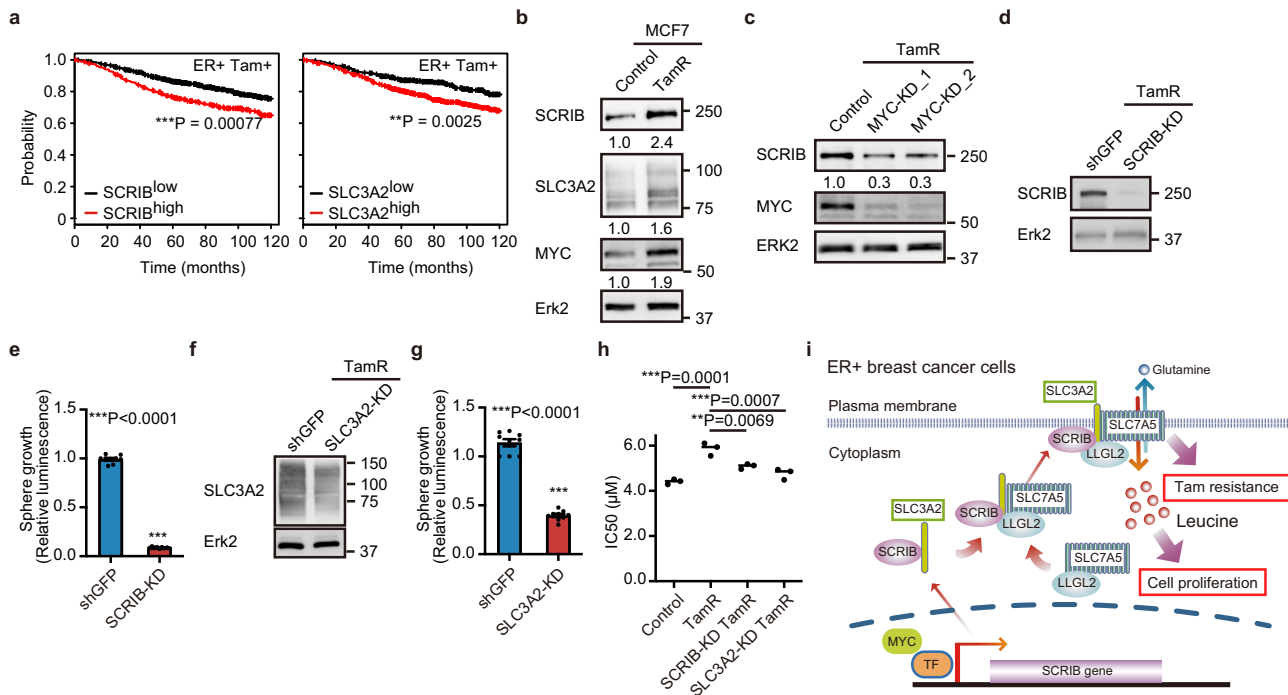 a
ER+ Tam+
***P = 0.00077
SCRIBlow
SCRIBhigh
Probability
1.0
0.8
0.6
0.4
0.2
0
0 20 40 60 80 100 120
Time (months)
ER+ Tam+
**P = 0.0025
SLC3A2low
SLC3A2high
0 20 40 60 80 100 120
Time (months)
b
MCF7
Control
TamR
SCRIB
250
1.0 2.4
SLC3A2
100
75
1.0 1.6
MYC
50
1.0 1.9
Erk2
37
c
TamR
Control
MYC-KD_1
MYC-KD_2
SCRIB
250
1.0 0.3 0.3
MYC
50
ERK2
37
d
TamR
shGFP
SCRIB-KD
SCRIB
250
Erk2
37
e
Sphere growth
(Relative luminescence)
1.5
1.0
0.5
0.0
***P<0.0001
***
shGFP
SCRIB-KD
f
TamR
shGFP
SLC3A2-KD
SLC3A2
150
100
75
Erk2
37
g
Sphere growth
(Relative luminescence)
1.5
1.0
0.5
0.0
***P<0.0001
***
shGFP
SLC3A2-KD
h
***P=0.0001
***P=0.0007
**P=0.0069
IC50 (μM)
6.0
4.0
2.0
0.0
Control
TamR
SCRIB-KD TamR
SLC3A2-KD TamR
i
ER+ breast cancer cells
Glutamine
SLC3A2
Plasma membrane
SLC7A5
SCRIB
LLGL2
Cytoplasm
Tam resistance
SLC7A5
SLC3A2
SCRIB
LLGL2
Leucine
SCRIB
SLC7A5
LLGL2
Cell proliferation
MYC
TF
SCRIB gene